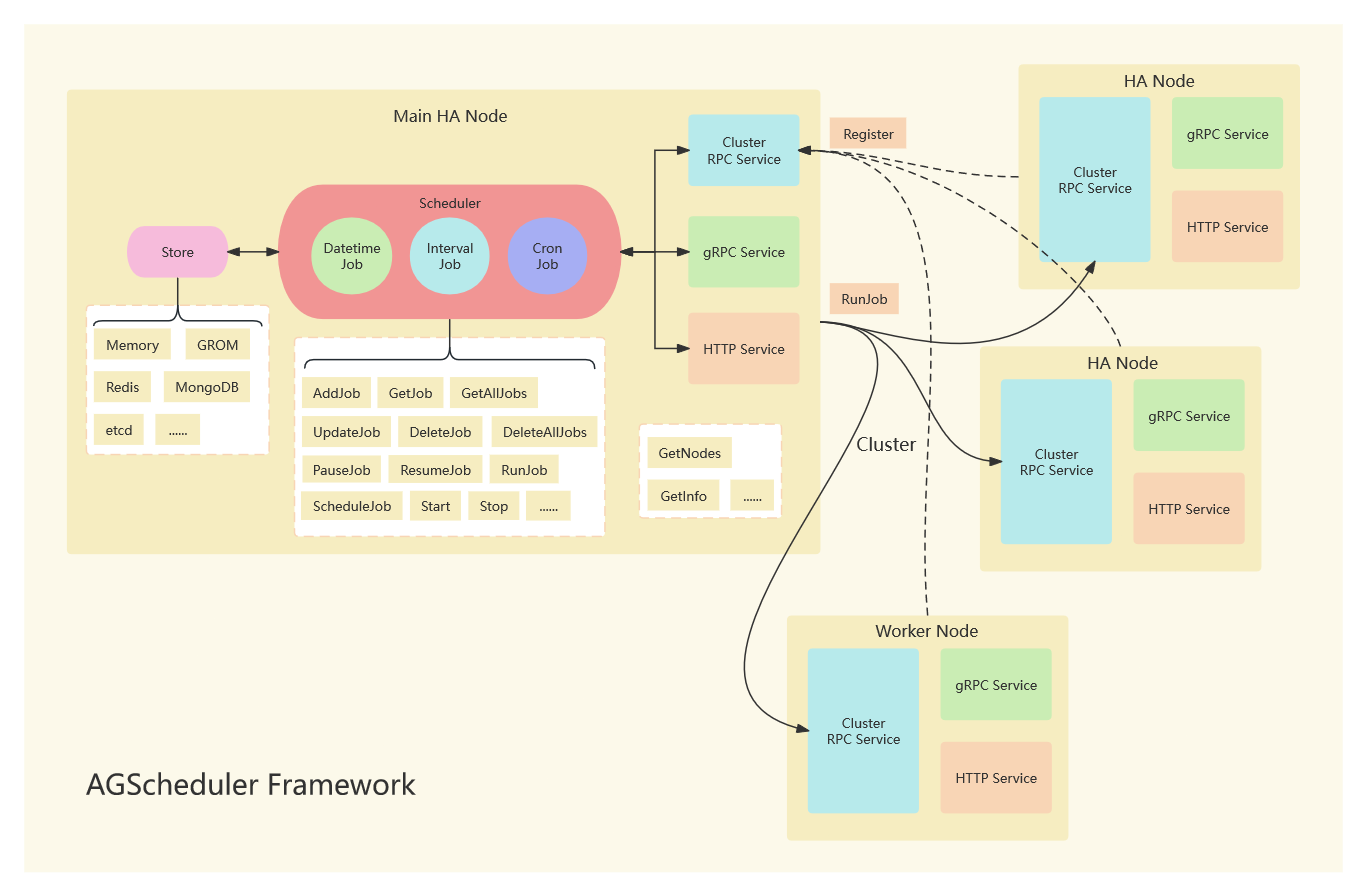 Main HA Node
Store
Memory
GROM
Redis
MongoDB
etcd
......
Scheduler
Datetime
Job
Interval
Job
Cron
Job
AddJob
GetJob
GetAllJobs
UpdateJob
DeleteJob
DeleteAllJobs
PauseJob
ResumeJob
RunJob
ScheduleJob
Start
Stop
......
Cluster
RPC Service
gRPC Service
HTTP Service
GetNodes
GetInfo
......
Register
RunJob
Cluster
HA Node
Cluster
RPC Service
gRPC Service
HTTP Service
HA Node
Cluster
RPC Service
gRPC Service
HTTP Service
Worker Node
Cluster
RPC Service
gRPC Service
HTTP Service
AGScheduler Framework